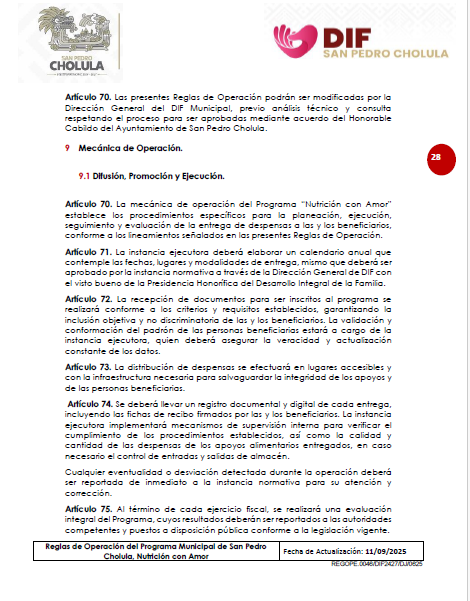 SAN PEDRO
CHOLULA
DIF
SAN PEDRO CHOLULA
Artículo 70. Las presentes Reglas de Operación podrán ser modificadas por la
Dirección General del DIF Municipal, previo análisis técnico y consulta
respetando el proceso para ser aprobadas mediante acuerdo del Honorable
Cabildo del Ayuntamiento de San Pedro Cholula.
9 Mecánica de Operación.
28
9.1 Difusión, Promoción y Ejecución.
Artículo 70. La mecánica de operación del Programa “Nutrición con Amor”
establece los procedimientos específicos para la planeación, ejecución,
seguimiento y evaluación de la entrega de despensas a las y los beneficiarios,
conforme a los lineamientos señalados en las presentes Reglas de Operación.
Artículo 71. La instancia ejecutora deberá elaborar un calendario anual que
contemple las fechas, lugares y modalidades de entrega, mismo que deberá ser
aprobado por la instancia normativa a través de la Dirección General de DIF con
el visto bueno de la Presidencia Honorífica del Desarrollo Integral de la Familia.
Artículo 72. La recepción de documentos para ser inscritos al programa se
realizará conforme a los criterios y requisitos establecidos, garantizando la
inclusión objetiva y no discriminatoria de las y los beneficiarios. La validación y
conformación del padrón de las personas beneficiarias estará a cargo de la
instancia ejecutora, quien deberá asegurar la veracidad y actualización
constante de los datos.
Artículo 73. La distribución de despensas se efectuará en lugares accesibles y
con la infraestructura necesaria para salvaguardar la integridad de los apoyos y
de las personas beneficiarias.
Artículo 74. Se deberá llevar un registro documental y digital de cada entrega,
incluyendo las fichas de recibo firmados por las y los beneficiarios. La instancia
ejecutora implementará mecanismos de supervisión interna para verificar el
cumplimiento de los procedimientos establecidos, así como la calidad y
cantidad de las despensas de los apoyos alimentarios entregados, en caso
necesario el control de entradas y salidas de almacén.
Cualquier eventualidad o desviación detectada durante la operación deberá
ser reportada de inmediato a la instancia normativa para su atención y
corrección.
Artículo 75. Al término de cada ejercicio fiscal, se realizará una evaluación
integral del Programa, cuyos resultados deberán ser reportados a las autoridades
competentes y puestos a disposición pública conforme a la legislación vigente.
Reglas de Operación del Programa Municipal de San Pedro
Cholula, Nutrición con Amor
Fecha de Actualización: 11/09/2025
REGOPE.0046/DIF2427/DJ/0625